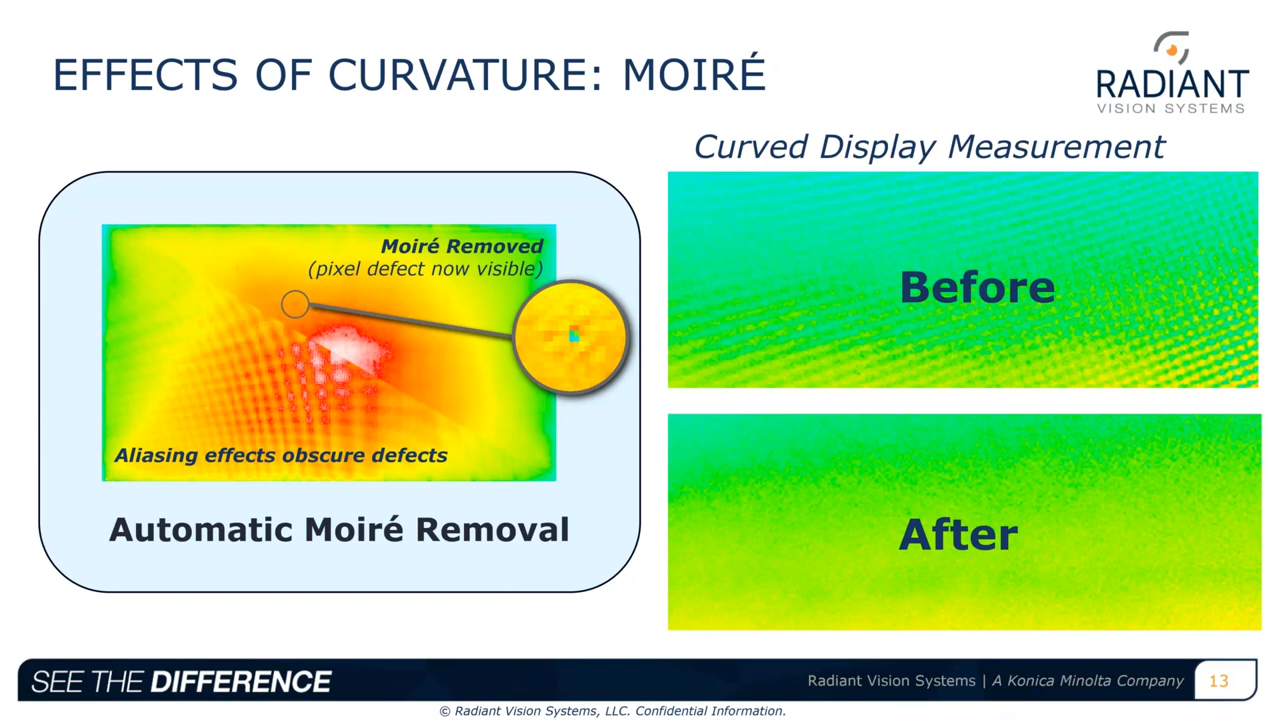 EFFECTS OF CURVATURE: MOIRÉ
RADIANT
VISION SYSTEMS
Curved Display Measurement
Moiré Removed
(pixel defect now visible)
Aliasing effects obscure defects
Automatic Moiré Removal
Before
After
SEE THE DIFFERENCE
Radiant Vision Systems | A Konica Minolta Company
13
© Radiant Vision Systems, LLC. Confidential Information.